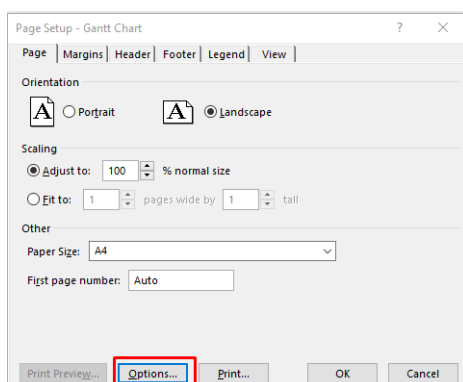 Page Setup - Gantt Chart ? ×
Page Margins Header Footer Legend View
Orientation
A Portrait A Landscape
Scaling
Adjust to: 100 % normal size
Fit to: 1 pages wide by 1 tall
Other
Paper Size: A4
First page number: Auto
Print Preview... Options... Print... OK Cancel